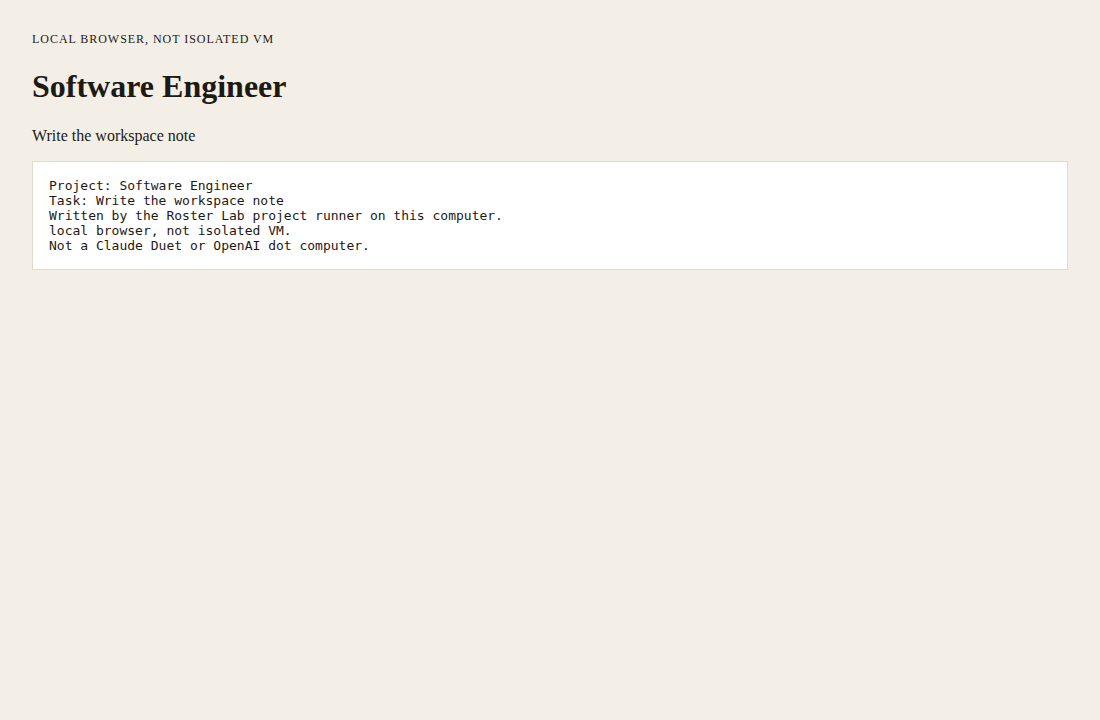 LOCAL BROWSER, NOT ISOLATED VM
Software Engineer
Write the workspace note
Project: Software Engineer
Task: Write the workspace note
Written by the Roster Lab project runner on this computer.
local browser, not isolated VM.
Not a Claude Duet or OpenAI dot computer.